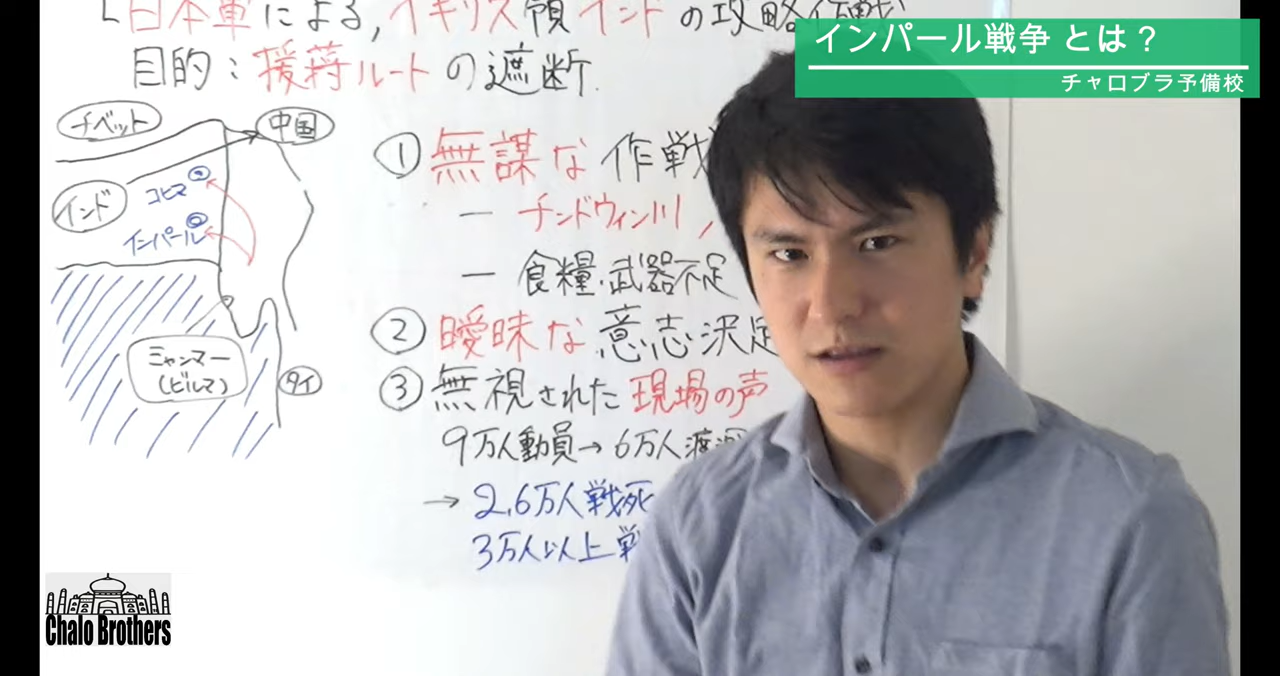 インパール戦争 とは?
チャロブラ予備校
日本軍による,イギリス領インドの攻略作戦
目的:援蒋ルートの遮断.
チベット
中国
インド
コヒマ
インパール
ミャンマー
(ビルマ)
タイ
① 無謀な作戦
— チンドウィン川,
— 食糧・武器不足
② 曖昧な意志決定
③ 無視された現場の声
9万人動員→6万人渡
→ 2.6万人戦死
3万人以上戦
Chalo Brothers